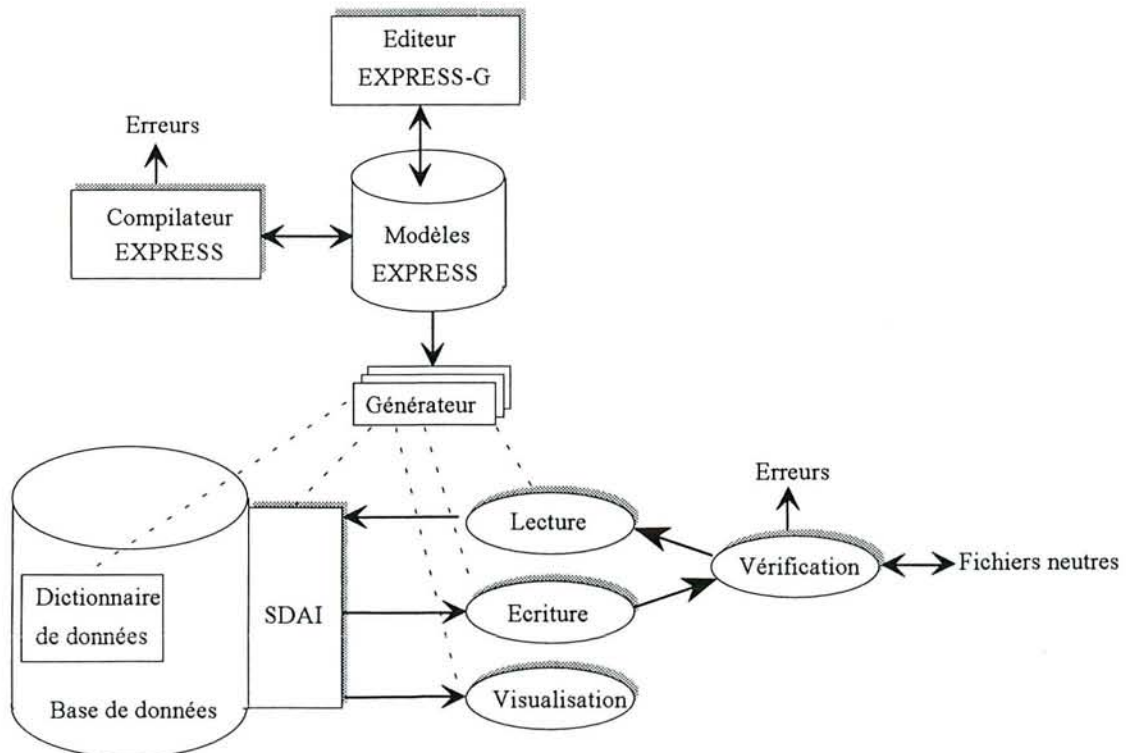 Editeur
EXPRESS-G
Erreurs
Compilateur
EXPRESS
Modèles
EXPRESS
Générateur
Erreurs
Lecture
Vérification
Fichiers neutres
Dictionnaire
de données
SDAI
Ecriture
Visualisation
Base de données